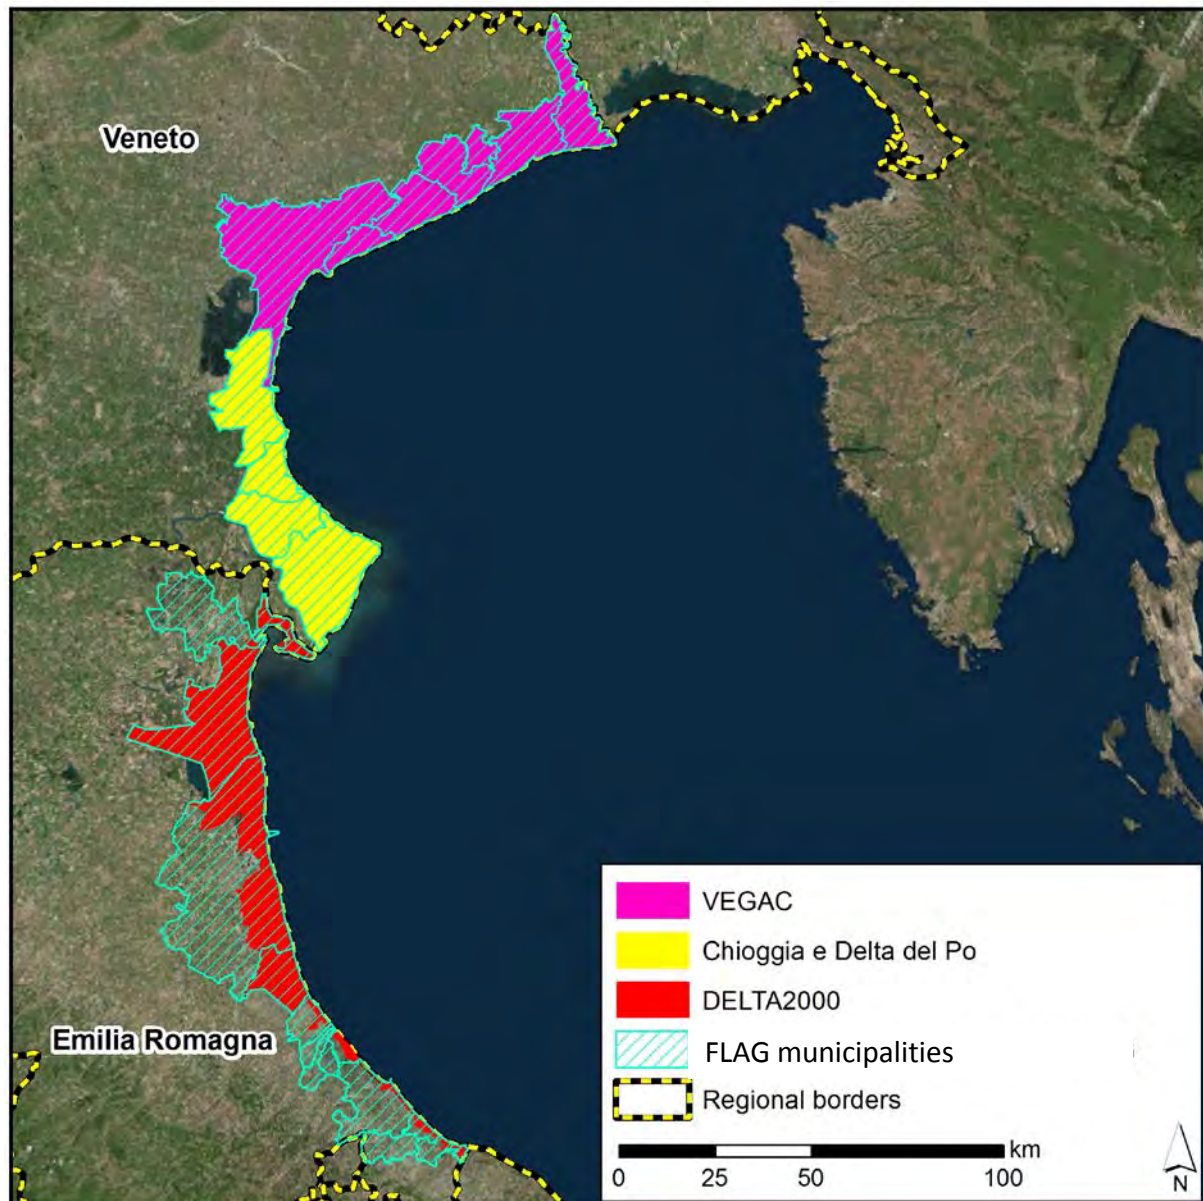 Veneto
Emilia Romagna
VEGAC
Chioggia e Delta del Po
DELTA2000
FLAG municipalities
Regional borders
km
0 25 50 100
N